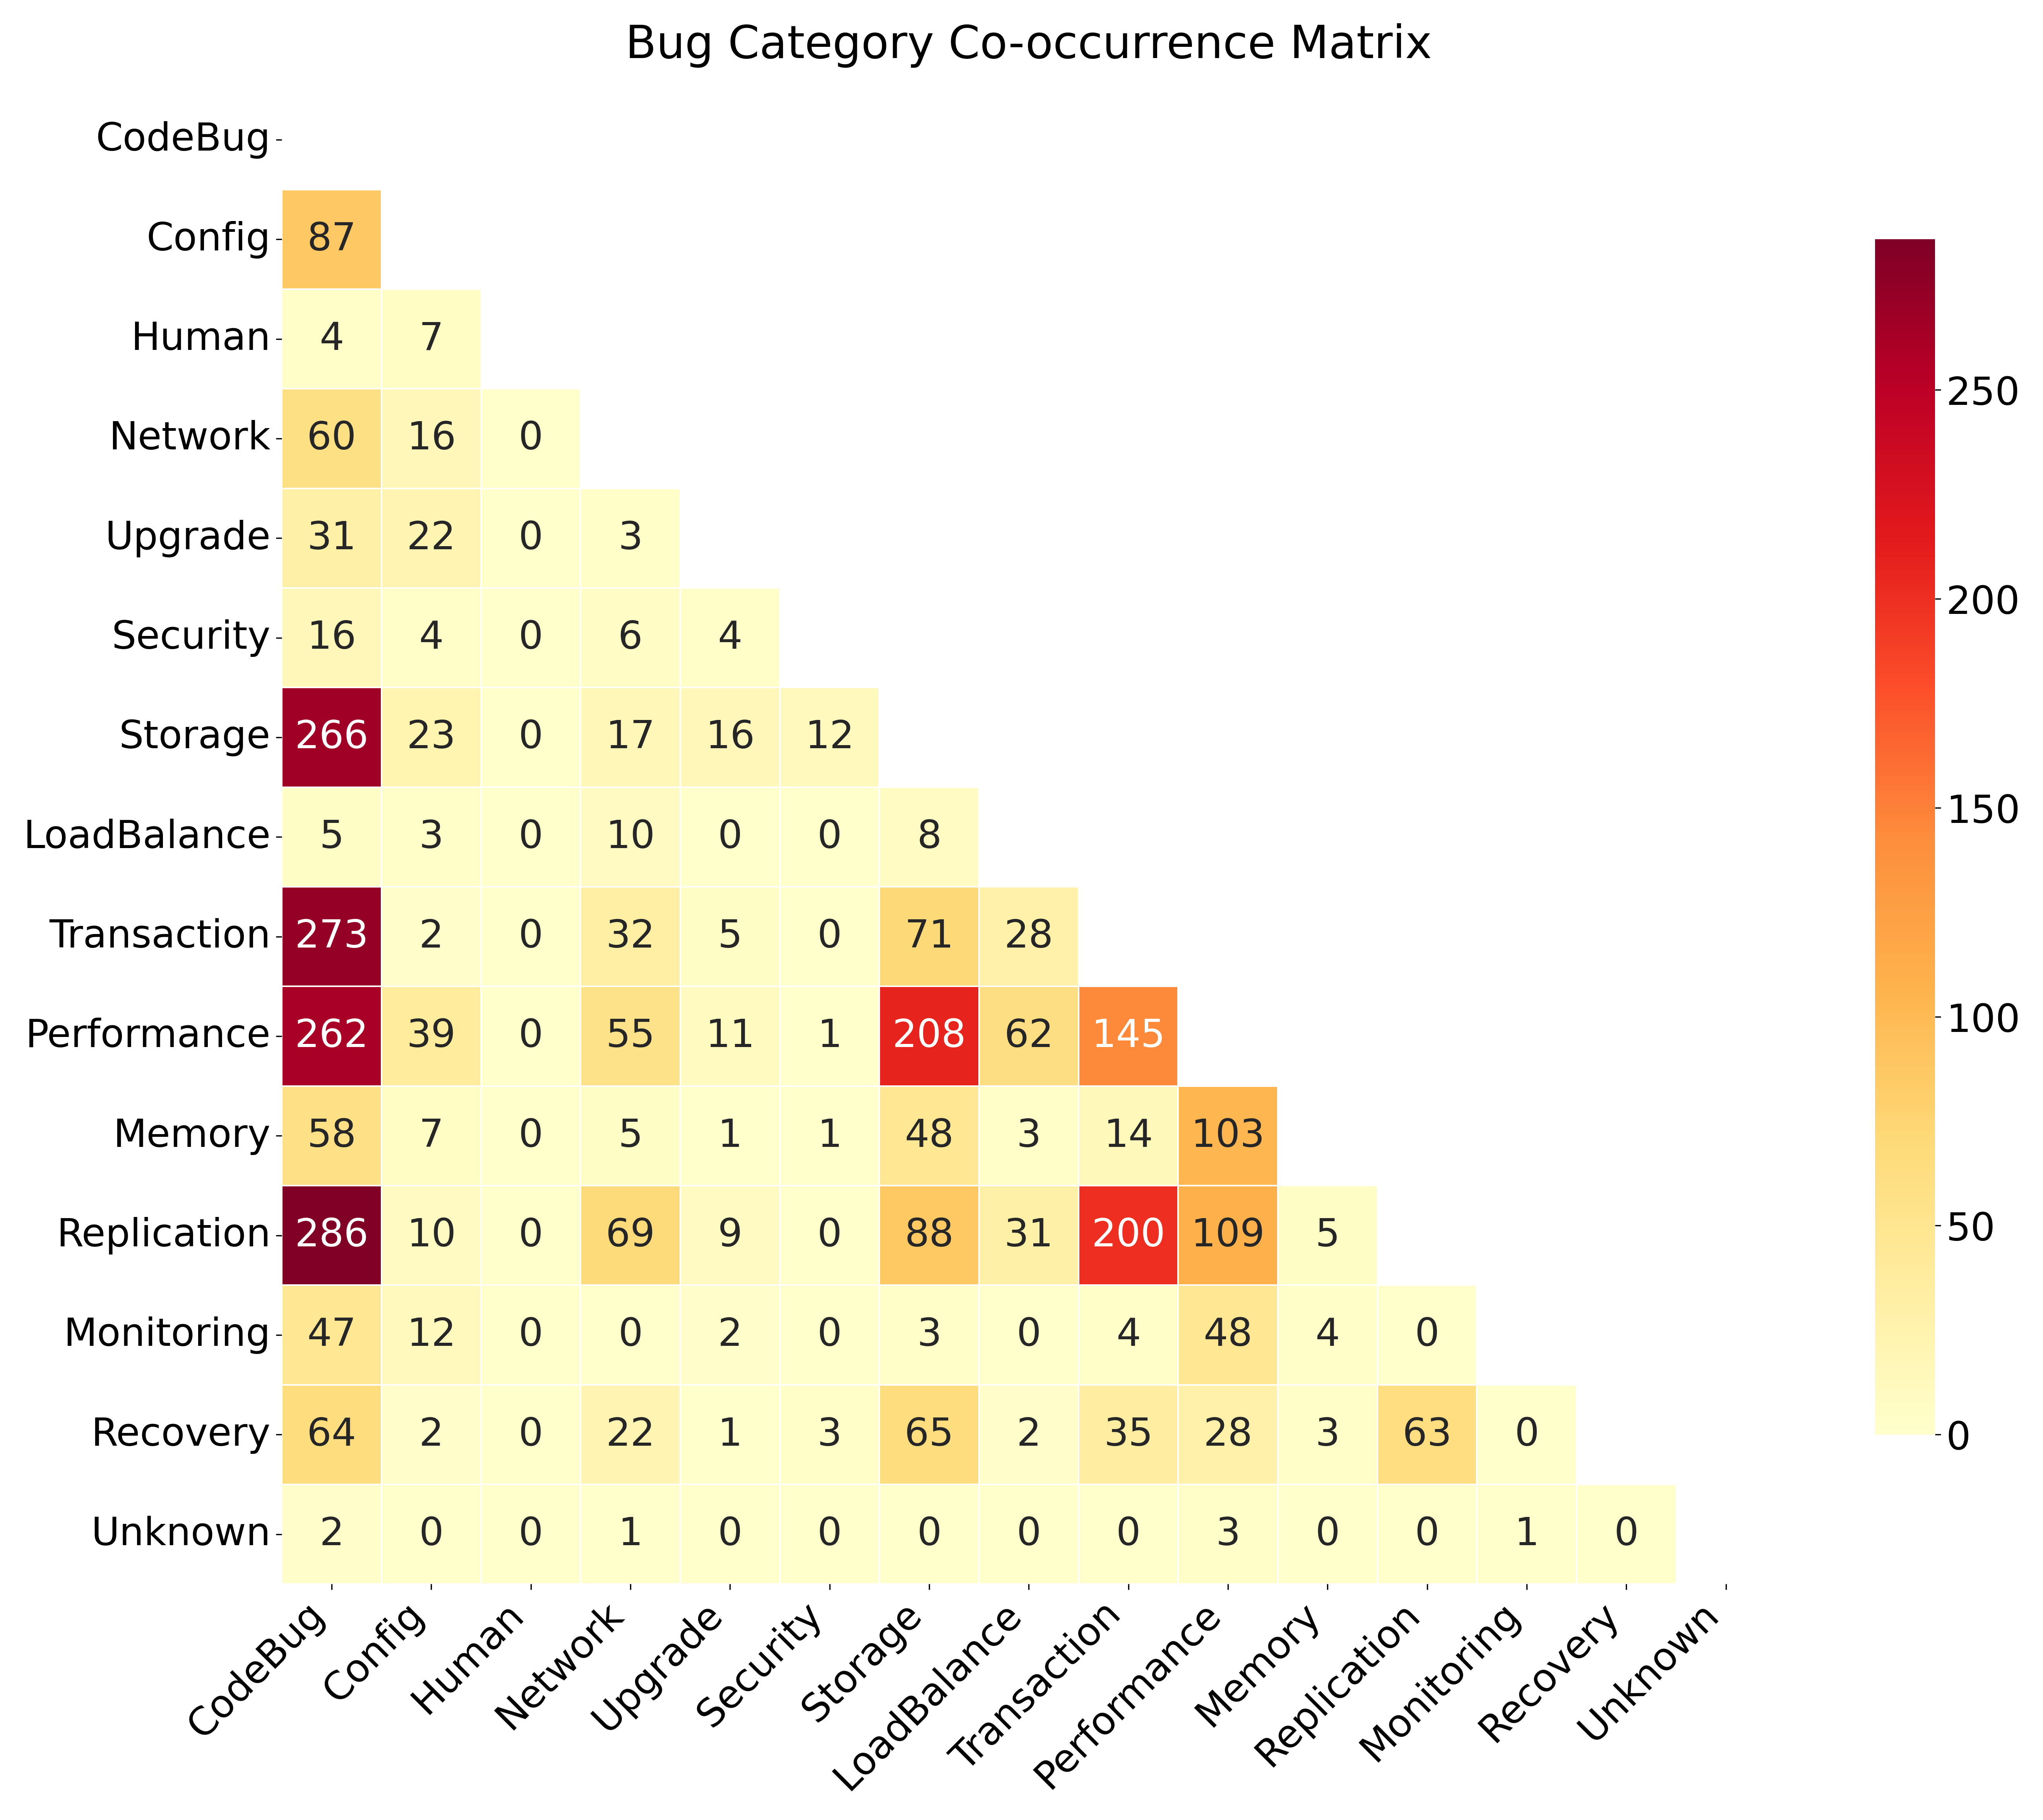 Bug Category Co-occurrence Matrix
CodeBug
Config 87
Human 4 7
Network 60 16 0
Upgrade 31 22 0 3
Security 16 4 0 6 4
Storage 266 23 0 17 16 12
LoadBalance 5 3 0 10 0 0 8
Transaction 273 2 0 32 5 0 71 28
Performance 262 39 0 55 11 1 208 62 145
Memory 58 7 0 5 1 1 48 3 14 103
Replication 286 10 0 69 9 0 88 31 200 109 5
Monitoring 47 12 0 0 2 0 3 0 4 48 4 0
Recovery 64 2 0 22 1 3 65 2 35 28 3 63 0
Unknown 2 0 0 1 0 0 0 0 0 3 0 0 1 0
CodeBug Config Human Network Upgrade Security Storage LoadBalance Transaction Performance Memory Replication Monitoring Recovery Unknown
250
200
150
100
50
0